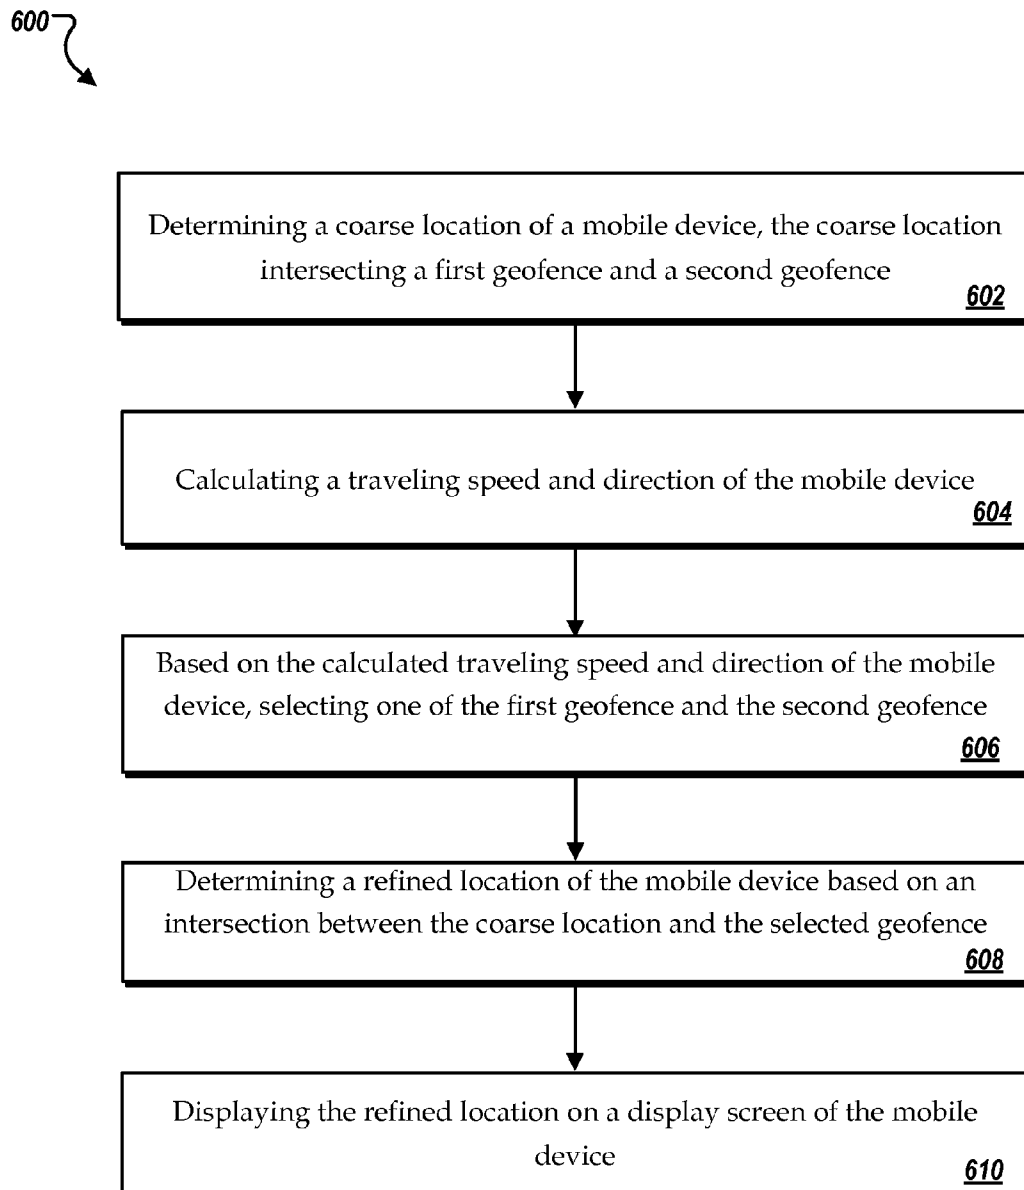 600
Determining a coarse location of a mobile device, the coarse location
intersecting a first geofence and a second geofence
602
Calculating a traveling speed and direction of the mobile device
604
Based on the calculated traveling speed and direction of the mobile
device, selecting one of the first geofence and the second geofence
606
Determining a refined location of the mobile device based on an
intersection between the coarse location and the selected geofence
608
Displaying the refined location on a display screen of the mobile
device
610